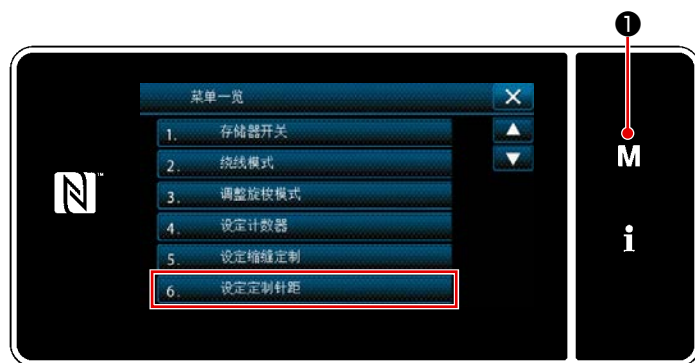 ❶
菜单一览
1. 存储器开关
2. 绕线模式
3. 调整旋梭模式
4. 设定计数器
5. 设定缩缝定制
6. 设定定制针距
M
i